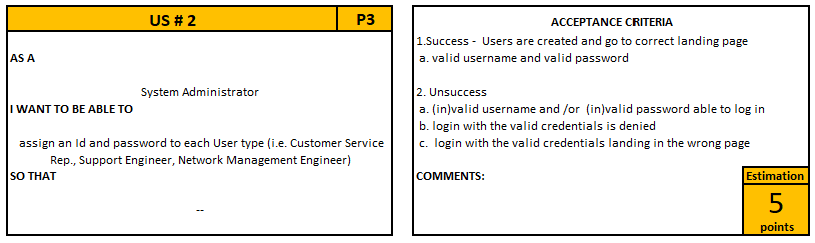 US # 2
P3
AS A
System Administrator
I WANT TO BE ABLE TO
assign an Id and password to each User type (i.e. Customer Service
Rep., Support Engineer, Network Management Engineer)
SO THAT
--
ACCEPTANCE CRITERIA
1.Success - Users are created and go to correct landing page
a. valid username and valid password
2. Unsuccess
a. (in)valid username and /or (in)valid password able to log in
b. login with the valid credentials is denied
c. login with the valid credentials landing in the wrong page
COMMENTS:
Estimation
5
points